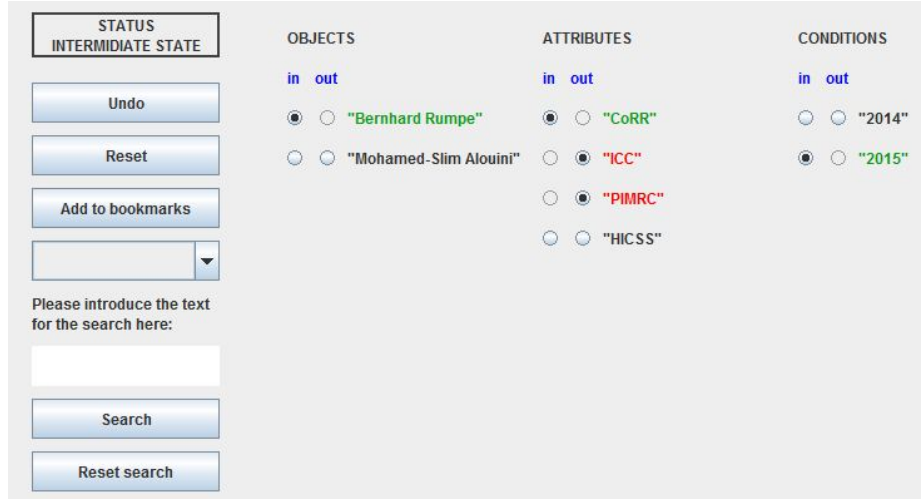 STATUS
INTERMIDIATE STATE
Undo
Reset
Add to bookmarks
Please introduce the text
for the search here:
Search
Reset search
OBJECTS
in out
"Bernhard Rumpe"
"Mohamed-Slim Alouini"
ATTRIBUTES
in out
"CoRR"
"ICC"
"PIMRC"
"HICSS"
CONDITIONS
in out
"2014"
"2015"